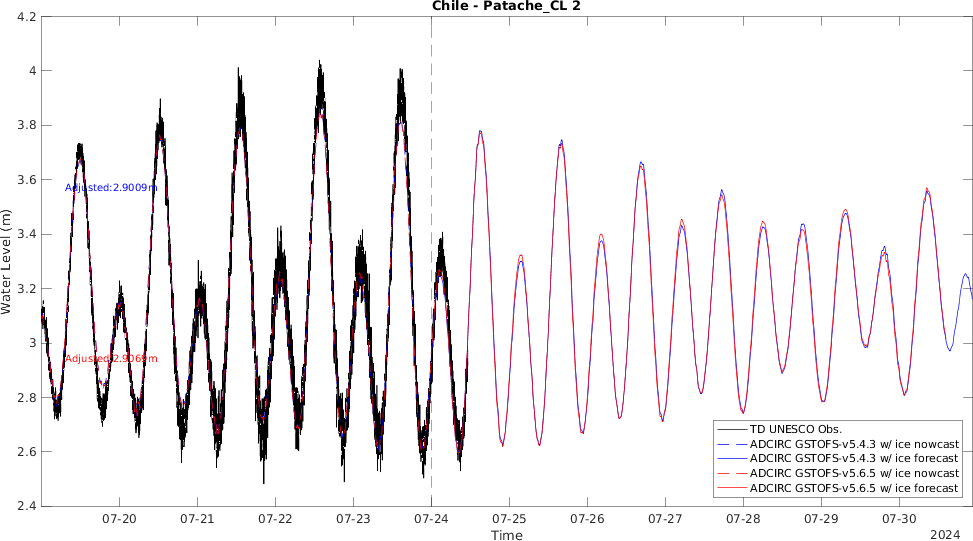 Chile - Patache_CL 2
4.2
4
3.8
3.6
3.4
3.2
3
2.8
2.6
2.4
Water Level (m)
Adjusted:2.9009m
Adjusted:2.9069m
TD UNESCO Obs.
ADCIRC GSTOFS-v5.4.3 w/ ice nowcast
ADCIRC GSTOFS-v5.4.3 w/ ice forecast
ADCIRC GSTOFS-v5.6.5 w/ ice nowcast
ADCIRC GSTOFS-v5.6.5 w/ ice forecast
07-20 07-21 07-22 07-23 07-24 07-25 07-26 07-27 07-28 07-29 07-30
Time
2024